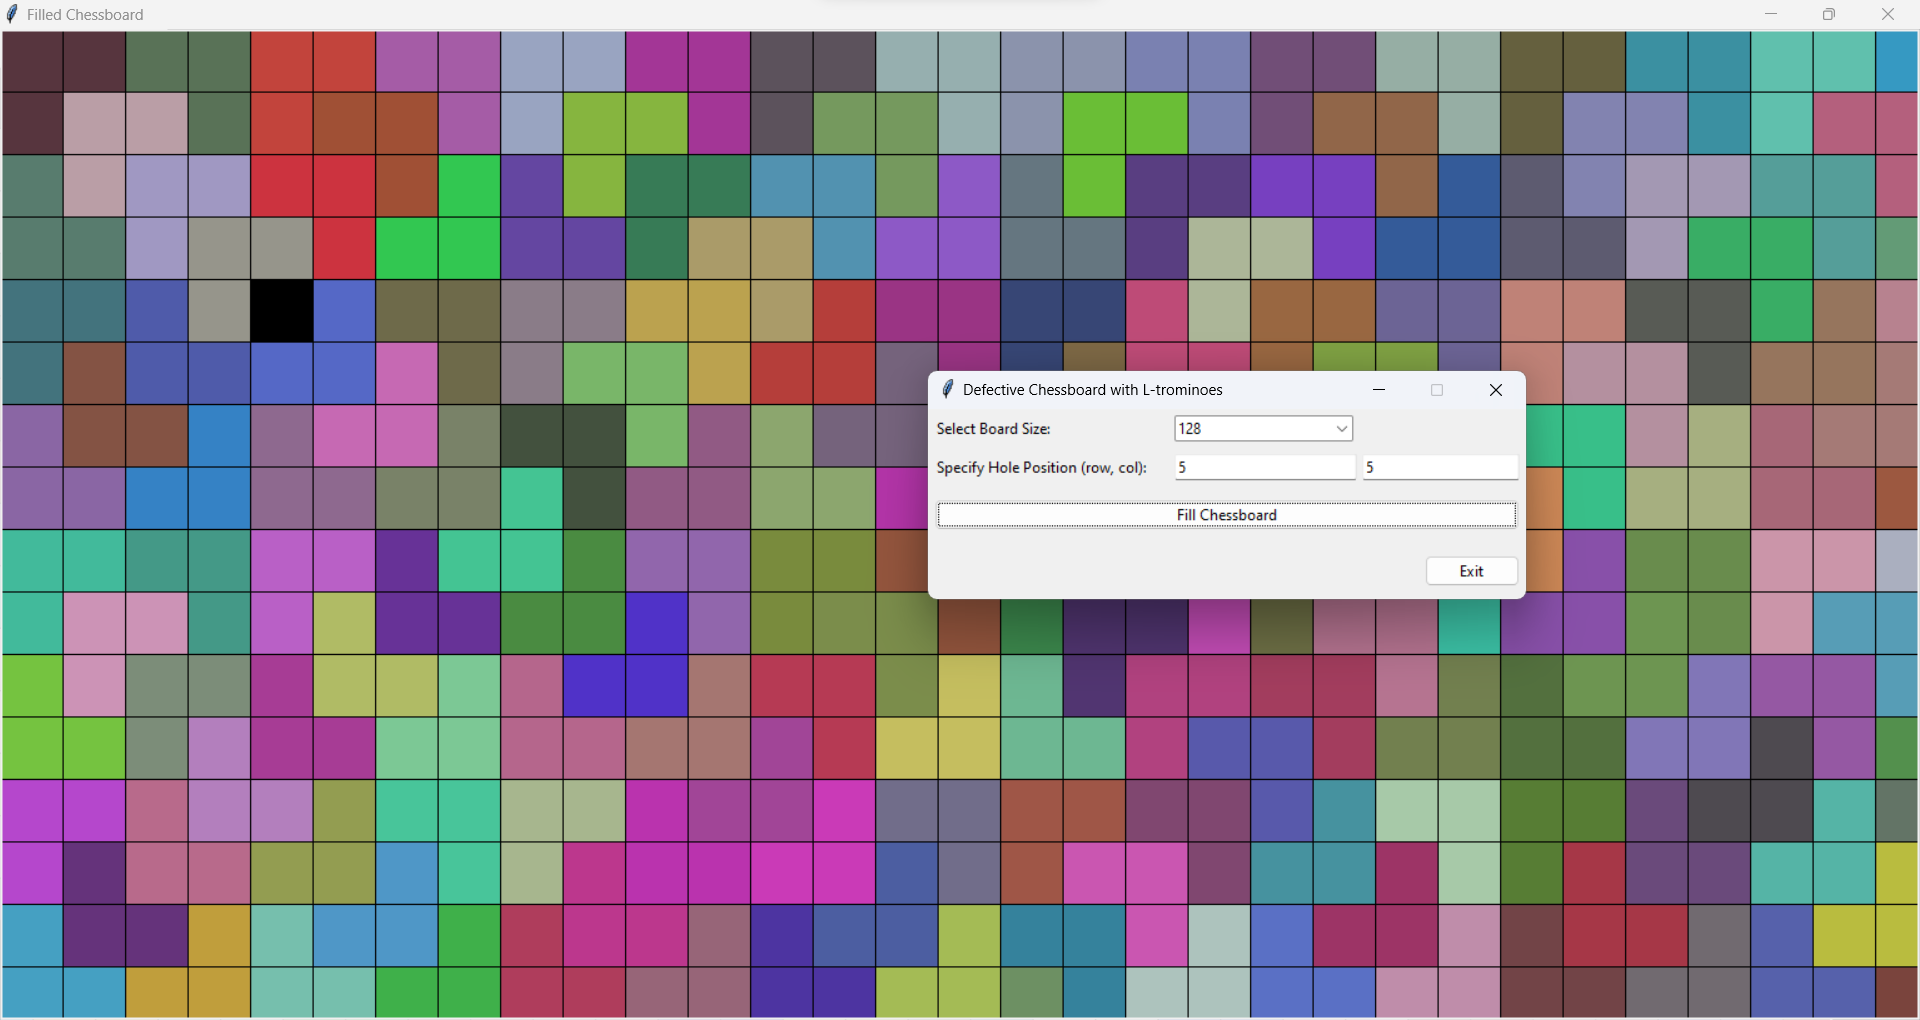 Filled Chessboard
Defective Chessboard with L-trominoes
Select Board Size: 128
Specify Hole Position (row, col): 5 5
Fill Chessboard
Exit